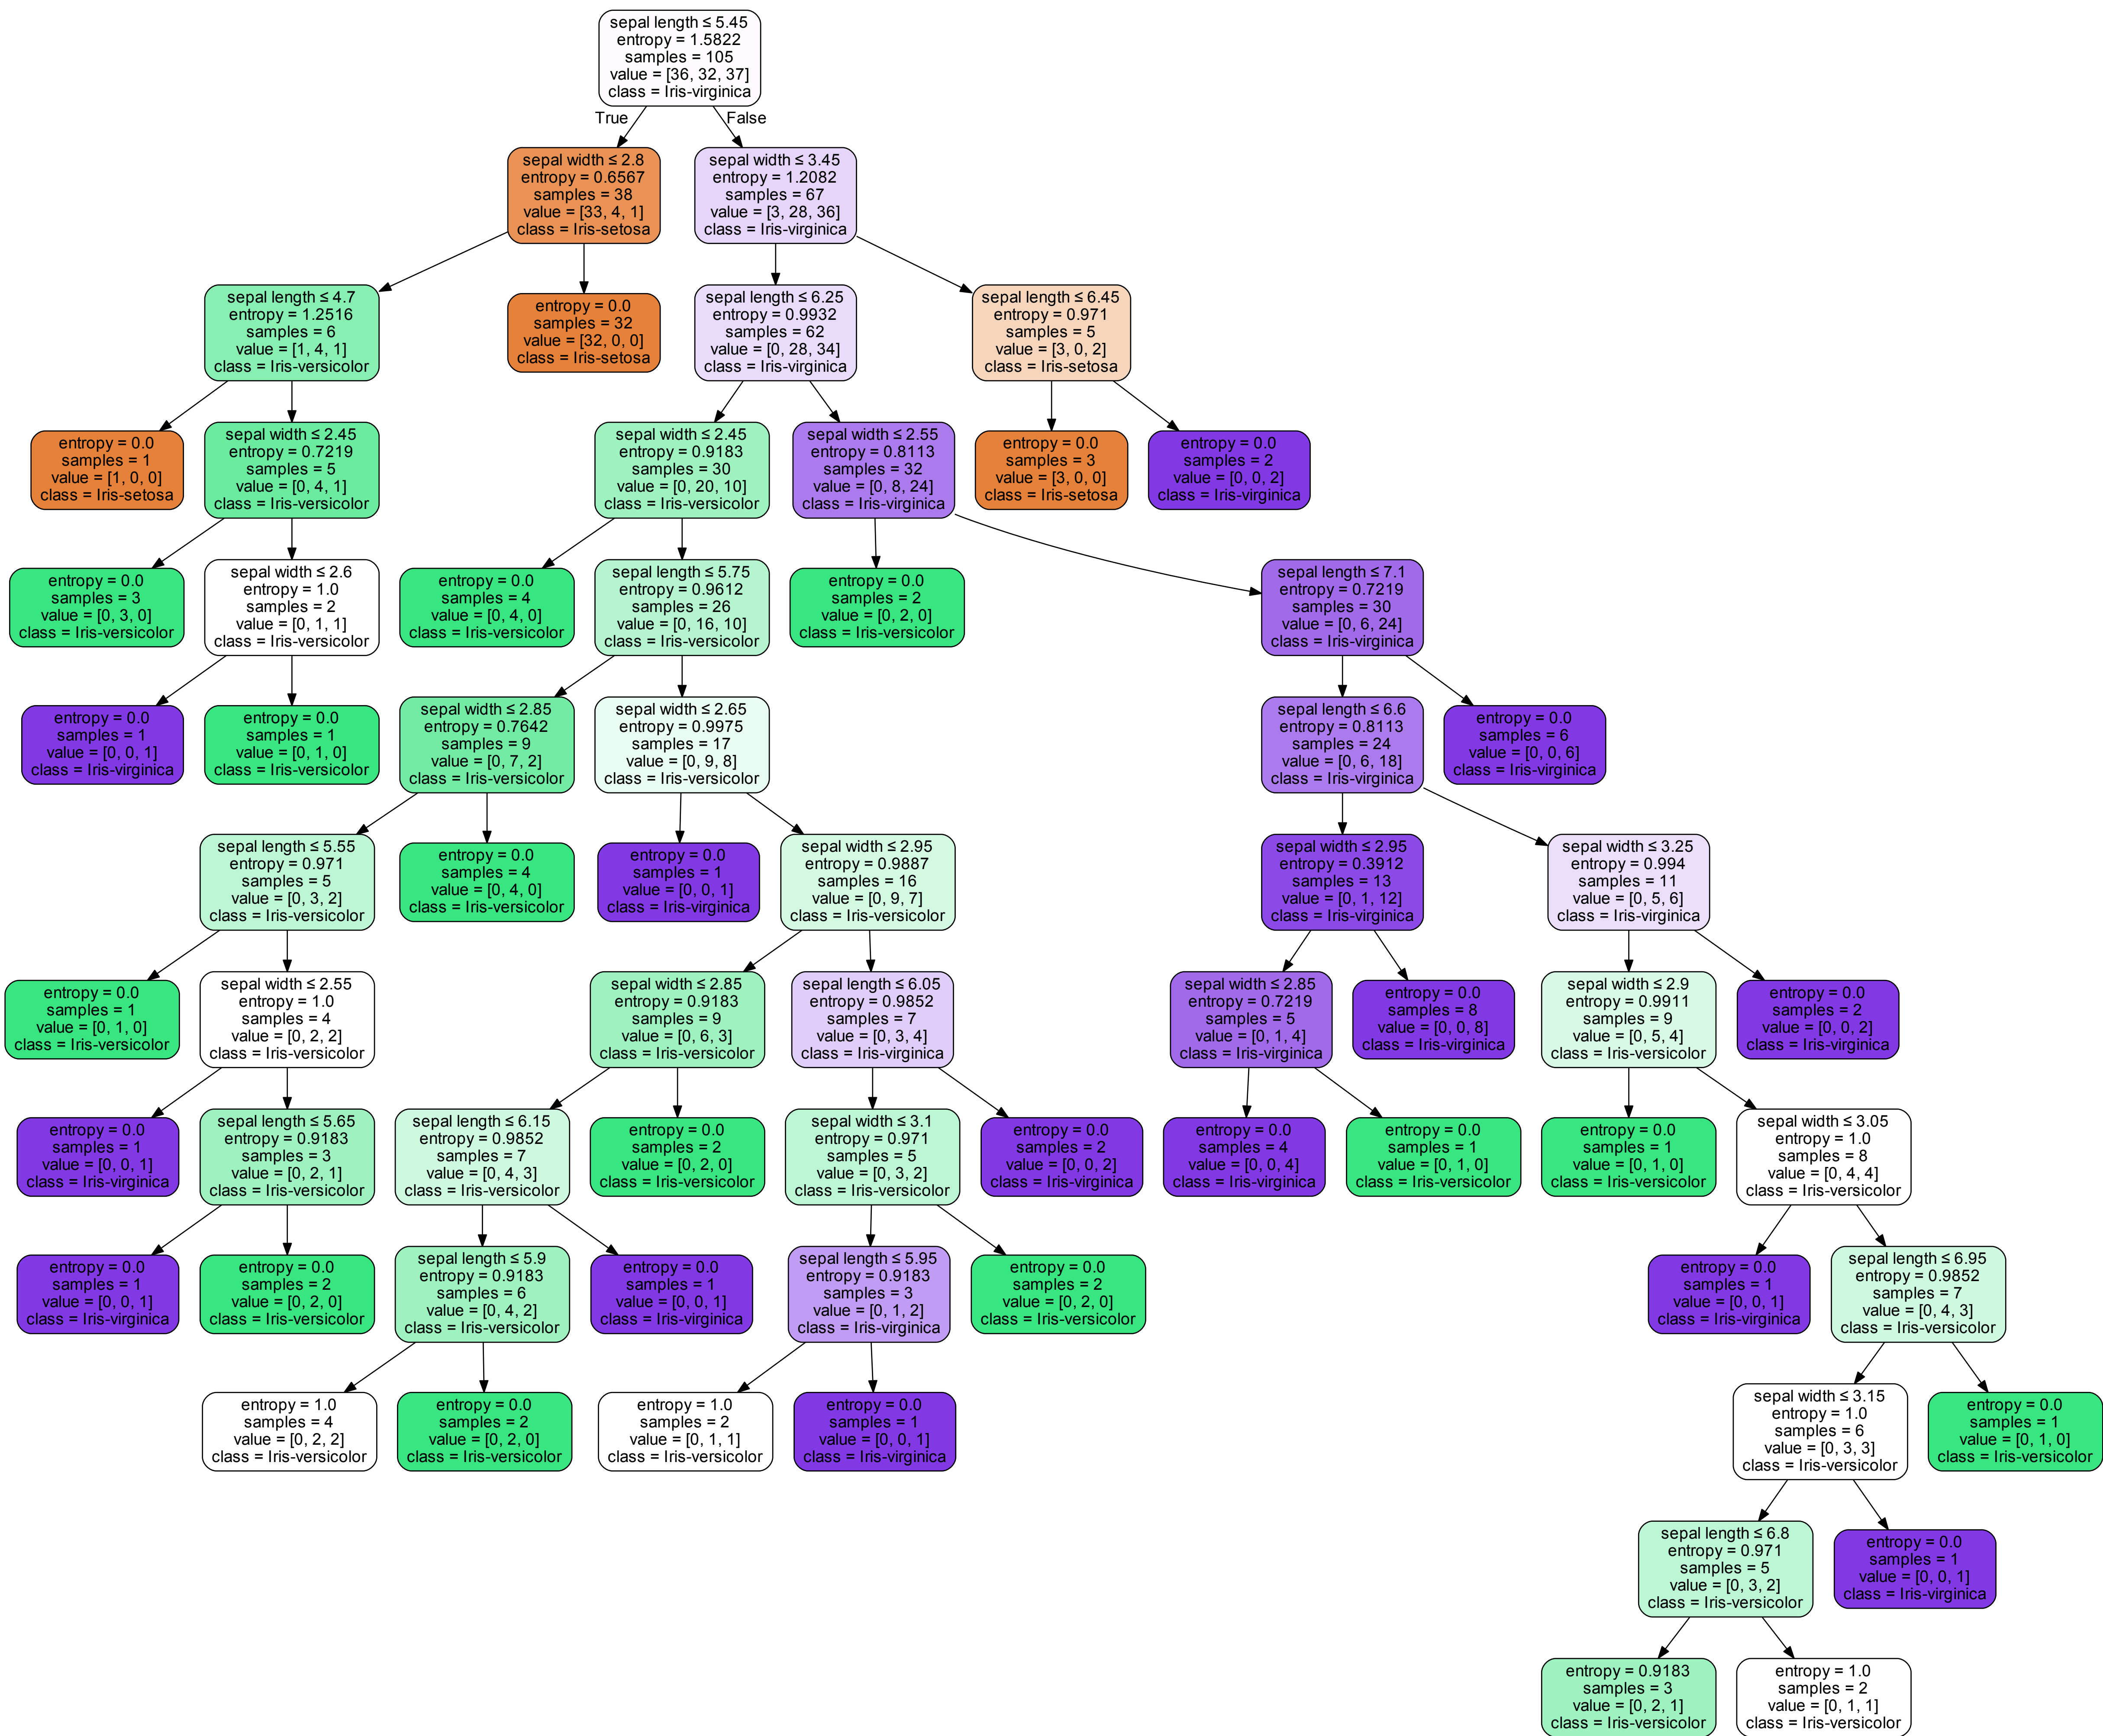 sepal length ≤ 5.45
entropy = 1.5822
samples = 105
value = [36, 32, 37]
class = Iris-virginica
True
False
sepal width ≤ 2.8
entropy = 0.6567
samples = 38
value = [33, 4, 1]
class = Iris-setosa
sepal width ≤ 3.45
entropy = 1.2082
samples = 67
value = [3, 28, 36]
class = Iris-virginica
sepal length ≤ 4.7
entropy = 1.2516
samples = 6
value = [1, 4, 1]
class = Iris-versicolor
entropy = 0.0
samples = 32
value = [32, 0, 0]
class = Iris-setosa
sepal length ≤ 6.25
entropy = 0.9932
samples = 62
value = [0, 28, 34]
class = Iris-virginica
sepal length ≤ 6.45
entropy = 0.971
samples = 5
value = [3, 0, 2]
class = Iris-setosa
entropy = 0.0
samples = 1
value = [1, 0, 0]
class = Iris-setosa
sepal width ≤ 2.45
entropy = 0.7219
samples = 5
value = [0, 4, 1]
class = Iris-versicolor
sepal width ≤ 2.45
entropy = 0.9183
samples = 30
value = [0, 20, 10]
class = Iris-versicolor
sepal width ≤ 2.55
entropy = 0.8113
samples = 32
value = [0, 8, 24]
class = Iris-virginica
entropy = 0.0
samples = 3
value = [3, 0, 0]
class = Iris-setosa
entropy = 0.0
samples = 2
value = [0, 0, 2]
class = Iris-virginica
entropy = 0.0
samples = 3
value = [0, 3, 0]
class = Iris-versicolor
sepal width ≤ 2.6
entropy = 1.0
samples = 2
value = [0, 1, 1]
class = Iris-versicolor
entropy = 0.0
samples = 4
value = [0, 4, 0]
class = Iris-versicolor
sepal length ≤ 5.75
entropy = 0.9612
samples = 26
value = [0, 16, 10]
class = Iris-versicolor
entropy = 0.0
samples = 2
value = [0, 2, 0]
class = Iris-versicolor
sepal length ≤ 7.1
entropy = 0.7219
samples = 30
value = [0, 6, 24]
class = Iris-virginica
entropy = 0.0
samples = 1
value = [0, 0, 1]
class = Iris-virginica
entropy = 0.0
samples = 1
value = [0, 1, 0]
class = Iris-versicolor
sepal width ≤ 2.85
entropy = 0.7642
samples = 9
value = [0, 7, 2]
class = Iris-versicolor
sepal width ≤ 2.65
entropy = 0.9975
samples = 17
value = [0, 9, 8]
class = Iris-versicolor
sepal length ≤ 6.6
entropy = 0.8113
samples = 24
value = [0, 6, 18]
class = Iris-virginica
entropy = 0.0
samples = 6
value = [0, 0, 6]
class = Iris-virginica
sepal length ≤ 5.55
entropy = 0.971
samples = 5
value = [0, 3, 2]
class = Iris-versicolor
entropy = 0.0
samples = 4
value = [0, 4, 0]
class = Iris-versicolor
entropy = 0.0
samples = 1
value = [0, 0, 1]
class = Iris-virginica
sepal width ≤ 2.95
entropy = 0.9887
samples = 16
value = [0, 9, 7]
class = Iris-versicolor
sepal width ≤ 2.95
entropy = 0.3912
samples = 13
value = [0, 1, 12]
class = Iris-virginica
sepal width ≤ 3.25
entropy = 0.994
samples = 11
value = [0, 5, 6]
class = Iris-virginica
entropy = 0.0
samples = 1
value = [0, 1, 0]
class = Iris-versicolor
sepal width ≤ 2.55
entropy = 1.0
samples = 4
value = [0, 2, 2]
class = Iris-versicolor
sepal width ≤ 2.85
entropy = 0.9183
samples = 9
value = [0, 6, 3]
class = Iris-versicolor
sepal length ≤ 6.05
entropy = 0.9852
samples = 7
value = [0, 3, 4]
class = Iris-virginica
sepal width ≤ 2.85
entropy = 0.7219
samples = 5
value = [0, 1, 4]
class = Iris-virginica
entropy = 0.0
samples = 8
value = [0, 0, 8]
class = Iris-virginica
sepal width ≤ 2.9
entropy = 0.9911
samples = 9
value = [0, 5, 4]
class = Iris-versicolor
entropy = 0.0
samples = 2
value = [0, 0, 2]
class = Iris-virginica
entropy = 0.0
samples = 1
value = [0, 0, 1]
class = Iris-virginica
sepal length ≤ 5.65
entropy = 0.9183
samples = 3
value = [0, 2, 1]
class = Iris-versicolor
sepal length ≤ 6.15
entropy = 0.9852
samples = 7
value = [0, 4, 3]
class = Iris-versicolor
entropy = 0.0
samples = 2
value = [0, 2, 0]
class = Iris-versicolor
sepal width ≤ 3.1
entropy = 0.971
samples = 5
value = [0, 3, 2]
class = Iris-versicolor
entropy = 0.0
samples = 2
value = [0, 0, 2]
class = Iris-virginica
entropy = 0.0
samples = 4
value = [0, 0, 4]
class = Iris-virginica
entropy = 0.0
samples = 1
value = [0, 1, 0]
class = Iris-versicolor
entropy = 0.0
samples = 1
value = [0, 1, 0]
class = Iris-versicolor
sepal width ≤ 3.05
entropy = 1.0
samples = 8
value = [0, 4, 4]
class = Iris-versicolor
entropy = 0.0
samples = 1
value = [0, 0, 1]
class = Iris-virginica
entropy = 0.0
samples = 2
value = [0, 2, 0]
class = Iris-versicolor
sepal length ≤ 5.9
entropy = 0.9183
samples = 6
value = [0, 4, 2]
class = Iris-versicolor
entropy = 0.0
samples = 1
value = [0, 0, 1]
class = Iris-virginica
sepal length ≤ 5.95
entropy = 0.9183
samples = 3
value = [0, 1, 2]
class = Iris-virginica
entropy = 0.0
samples = 2
value = [0, 2, 0]
class = Iris-versicolor
entropy = 0.0
samples = 1
value = [0, 0, 1]
class = Iris-virginica
sepal length ≤ 6.95
entropy = 0.9852
samples = 7
value = [0, 4, 3]
class = Iris-versicolor
entropy = 1.0
samples = 4
value = [0, 2, 2]
class = Iris-versicolor
entropy = 0.0
samples = 2
value = [0, 2, 0]
class = Iris-versicolor
entropy = 1.0
samples = 2
value = [0, 1, 1]
class = Iris-versicolor
entropy = 0.0
samples = 1
value = [0, 0, 1]
class = Iris-virginica
sepal width ≤ 3.15
entropy = 1.0
samples = 6
value = [0, 3, 3]
class = Iris-versicolor
entropy = 0.0
samples = 1
value = [0, 1, 0]
class = Iris-versicolor
sepal length ≤ 6.8
entropy = 0.971
samples = 5
value = [0, 3, 2]
class = Iris-versicolor
entropy = 0.0
samples = 1
value = [0, 0, 1]
class = Iris-virginica
entropy = 0.9183
samples = 3
value = [0, 2, 1]
class = Iris-versicolor
entropy = 1.0
samples = 2
value = [0, 1, 1]
class = Iris-versicolor